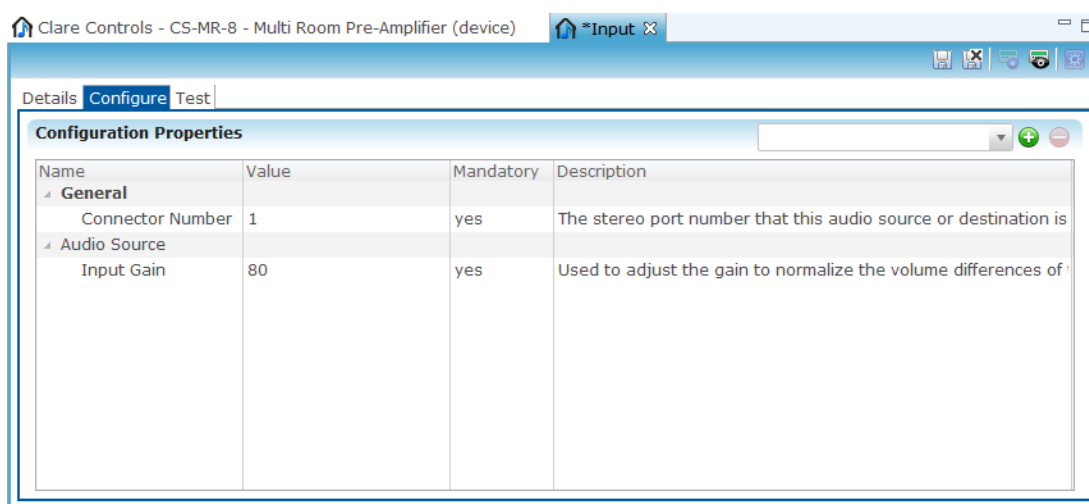 Clare Controls - CS-MR-8 - Multi Room Pre-Amplifier (device) *Input
Details Configure Test
Configuration Properties
Name Value Mandatory Description
General
Connector Number 1 yes The stereo port number that this audio source or destination is
Audio Source
Input Gain 80 yes Used to adjust the gain to normalize the volume differences of